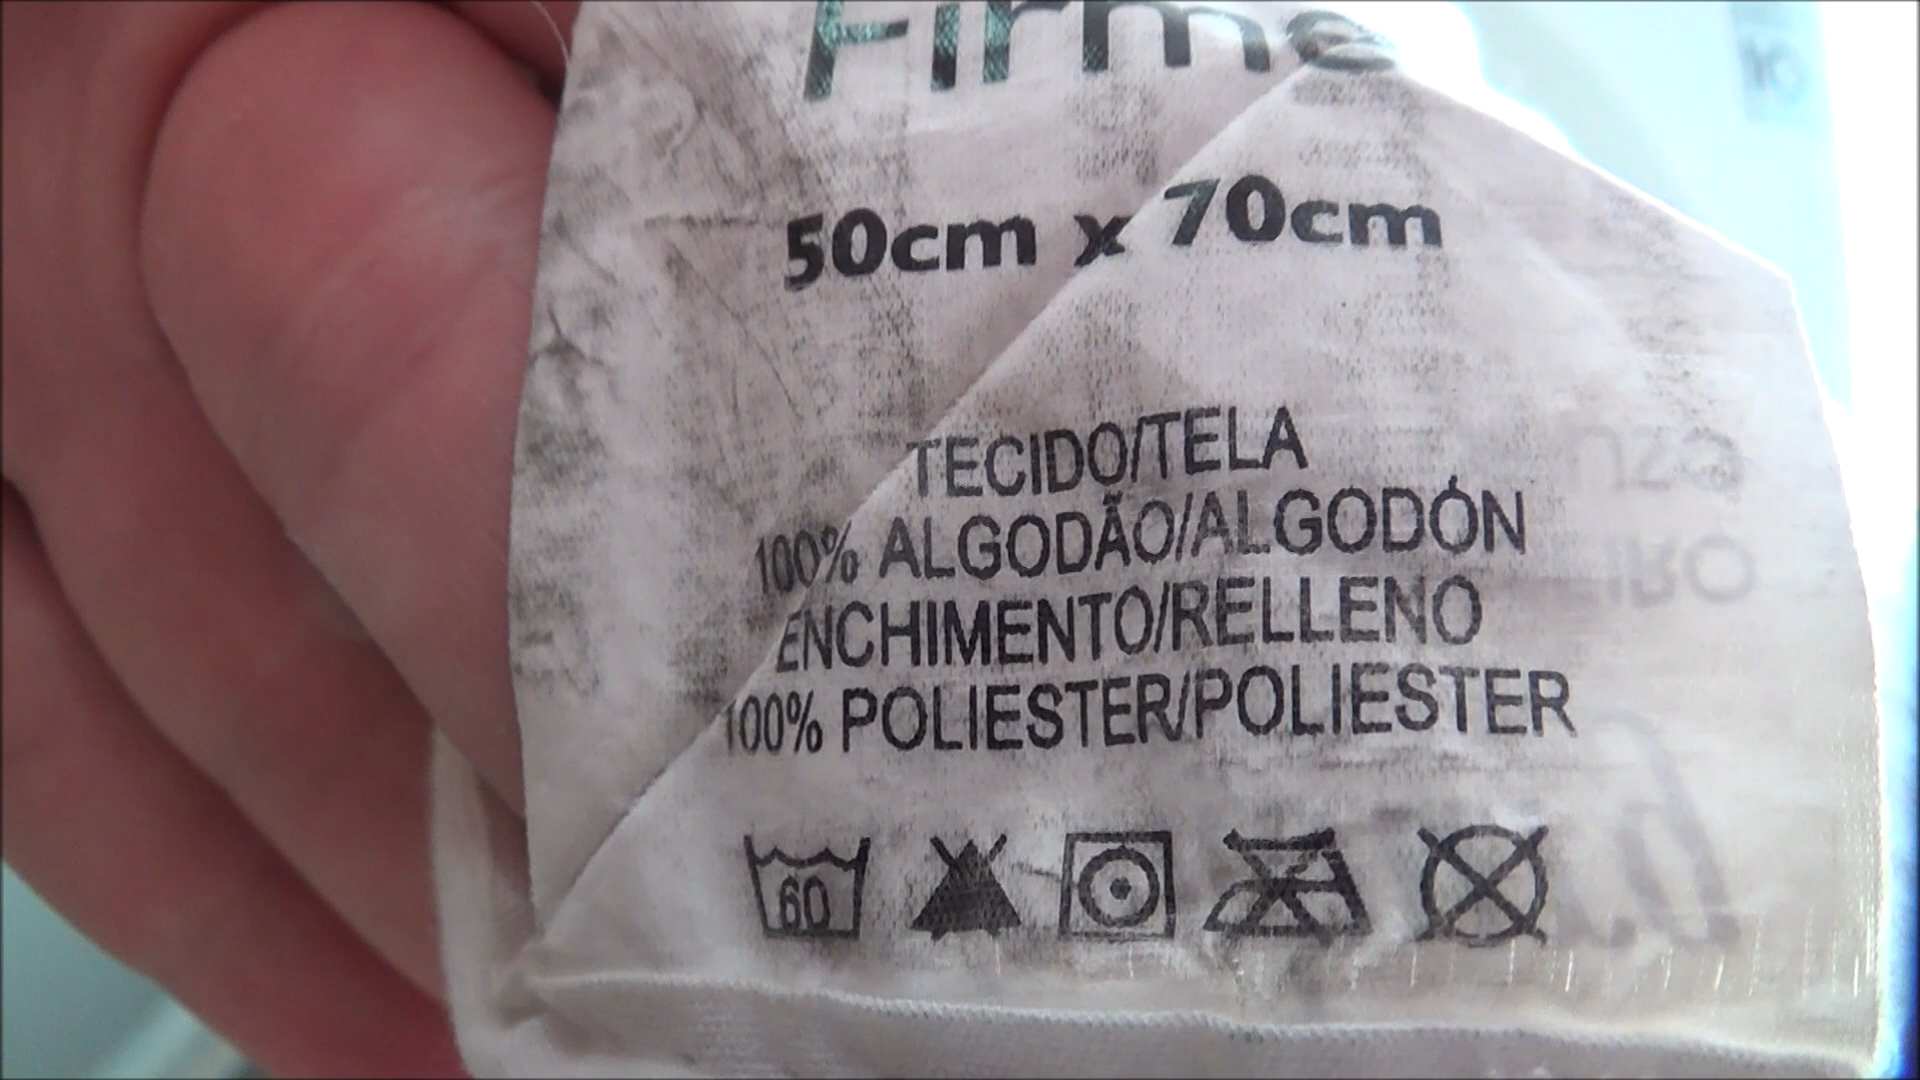 Firme
50cm x 70cm
TECIDO/TELA
100% ALGODÃO/ALGODÓN
ENCHIMENTO/RELLENO
100% POLIESTER/POLIESTER
60